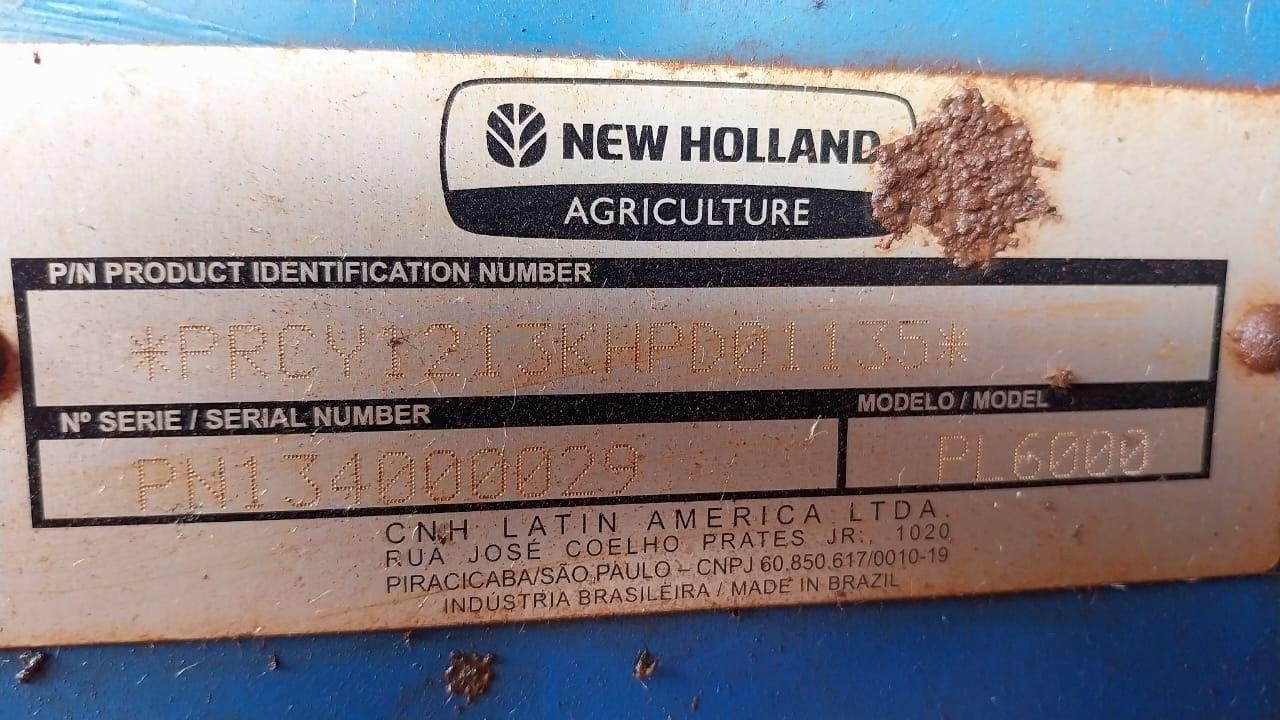 NEW HOLLAND
AGRICULTURE
P/N PRODUCT IDENTIFICATION NUMBER
*PRCY1213KHPD01135*
Nº SERIE / SERIAL NUMBER
MODELO / MODEL
PN134000029
PL6000
CNH LATIN AMERICA LTDA.
RUA JOSÉ COELHO PRATES JR., 1020
PIRACICABA/SÃO PAULO – CNPJ 60.850.617/0010-19
INDÚSTRIA BRASILEIRA / MADE IN BRAZIL